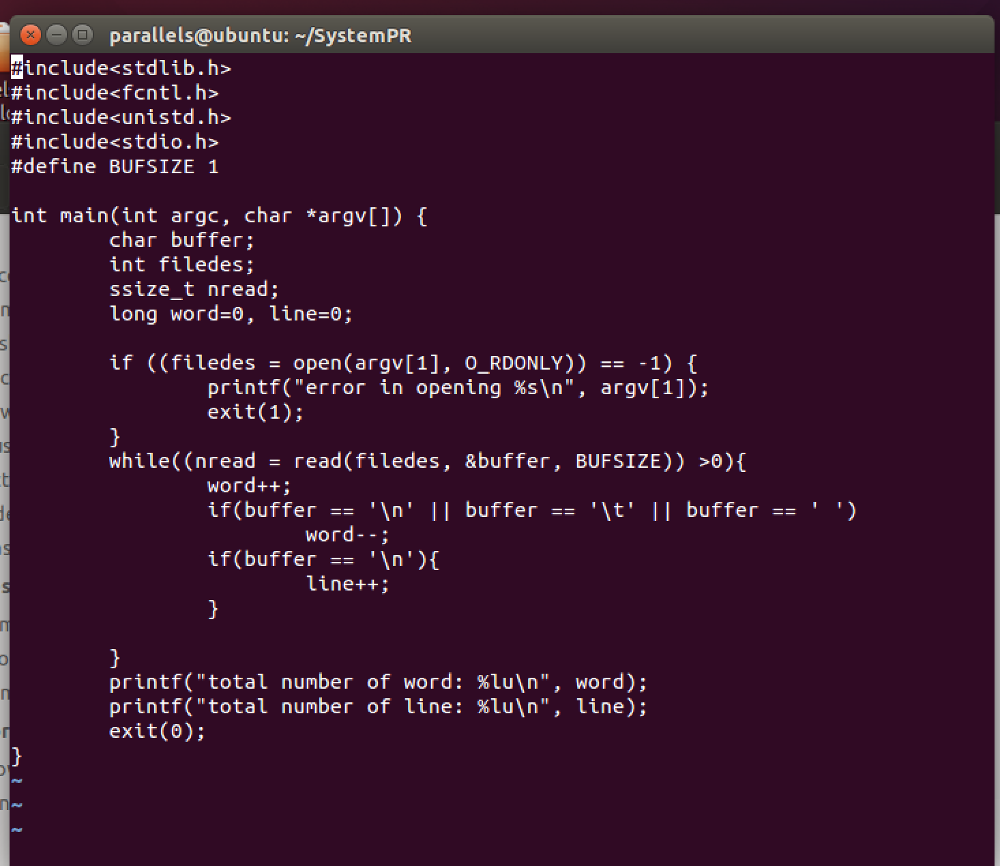 parallels@ubuntu: ~/SystemPR
#include<stdlib.h>
#include<fcntl.h>
#include<unistd.h>
#include<stdio.h>
#define BUFSIZE 1

int main(int argc, char *argv[]) {
        char buffer;
        int filedes;
        ssize_t nread;
        long word=0, line=0;

        if ((filedes = open(argv[1], O_RDONLY)) == -1) {
                printf("error in opening %s\n", argv[1]);
                exit(1);
        }
        while((nread = read(filedes, &buffer, BUFSIZE)) >0){
                word++;
                if(buffer == '\n' || buffer == '\t' || buffer == ' ')
                        word--;
                if(buffer == '\n'){
                        line++;
                }

        }
        printf("total number of word: %lu\n", word);
        printf("total number of line: %lu\n", line);
        exit(0);
}
~
~
~